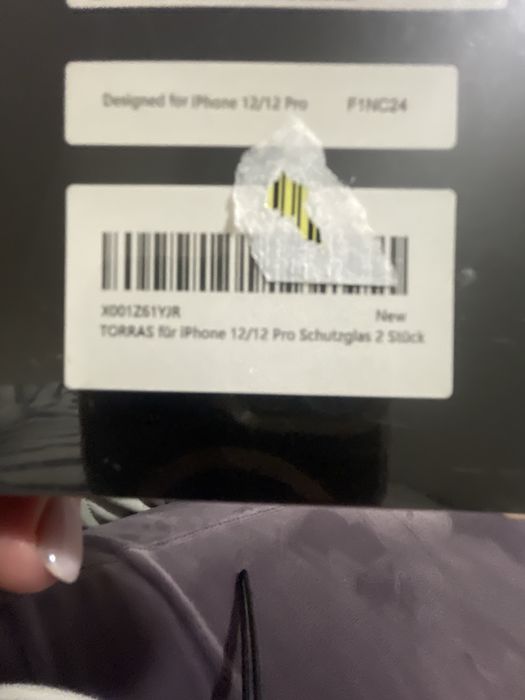 Designed for iPhone 12/12 Pro F1NC24
X001Z61YJR New
TORRAS für iPhone 12/12 Pro Schutzglas 2 Stück